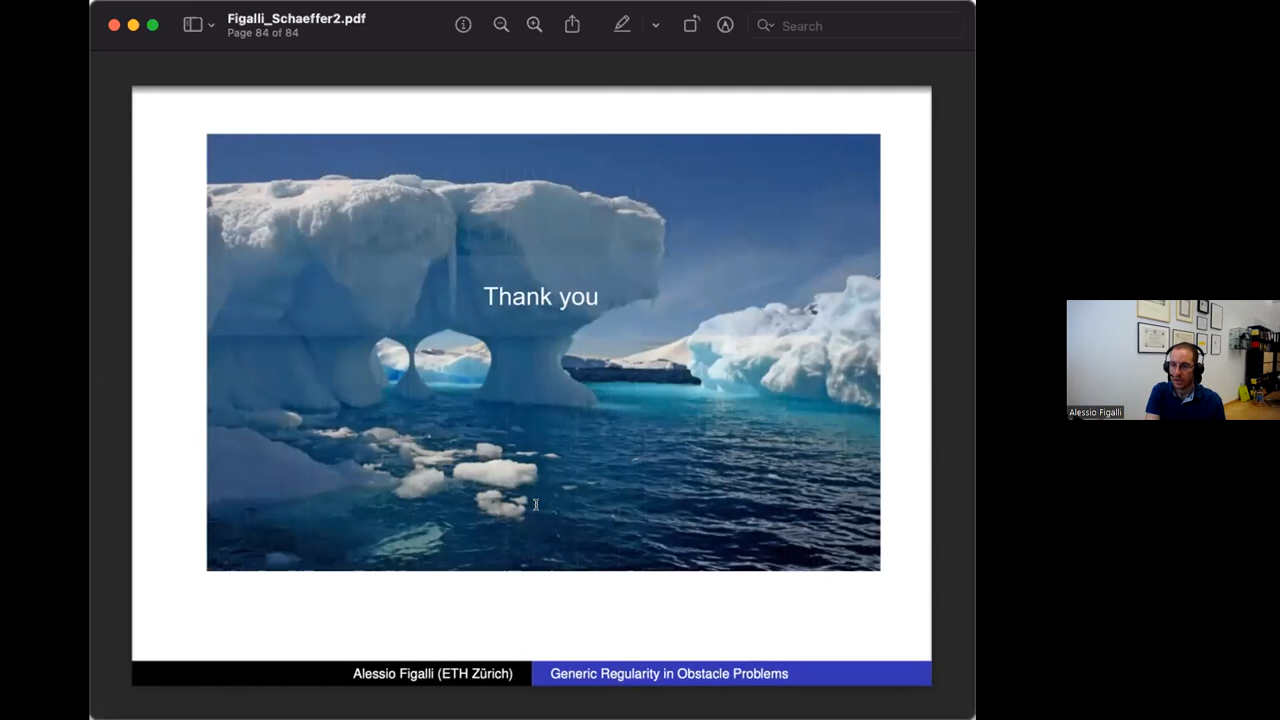 Figalli_Schaeffer2.pdf
Page 84 of 84
Search
Thank you
Alessio Figalli (ETH Zürich)
Generic Regularity in Obstacle Problems
Alessio Figalli